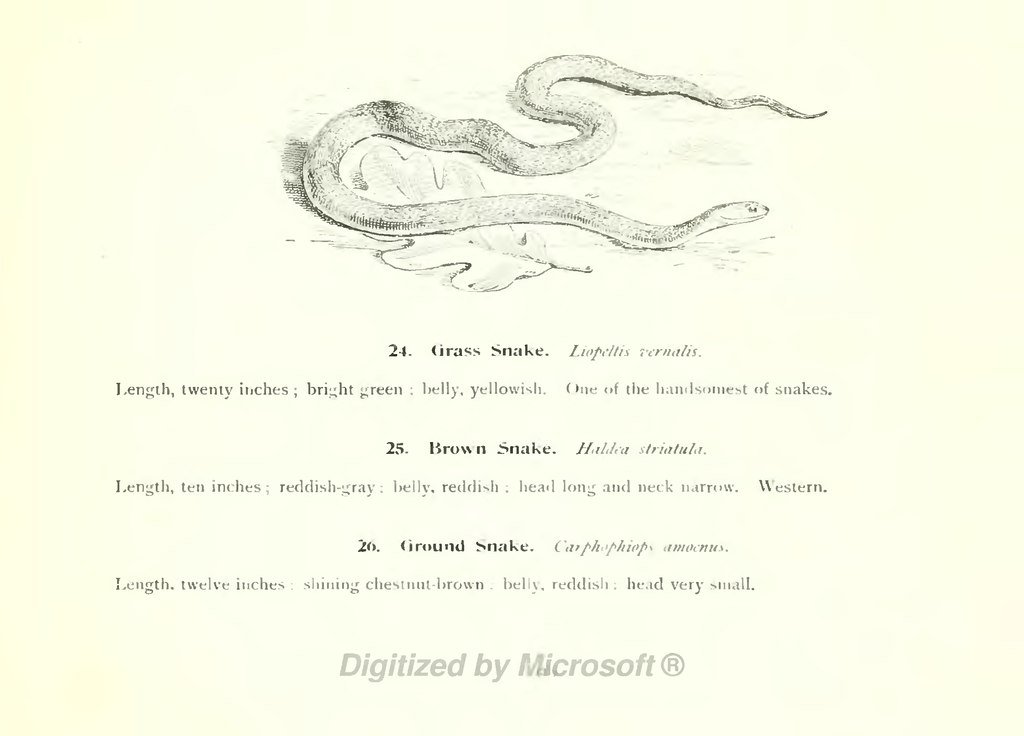 24. Grass Snake. Liopeltis vernalis.
Length, twenty inches ; bright green ; belly, yellowish. One of the handsomest of snakes.
25. Brown Snake. Haldea striatula.
Length, ten inches ; reddish-gray ; belly, reddish ; head long and neck narrow. Western.
26. Ground Snake. Carphophiops amoenus.
Length, twelve inches ; shining chestnut-brown ; belly, reddish ; head very small.
Digitized by Microsoft ®